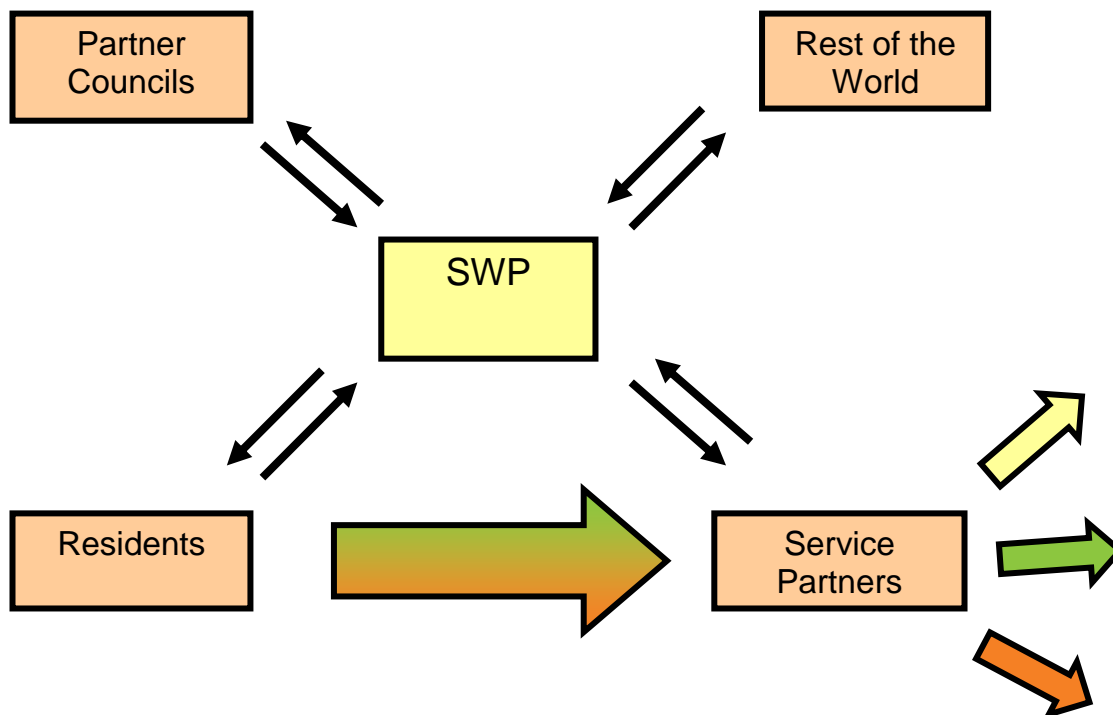 Partner
Councils
Rest of the
World
SWP
Residents
Service
Partners